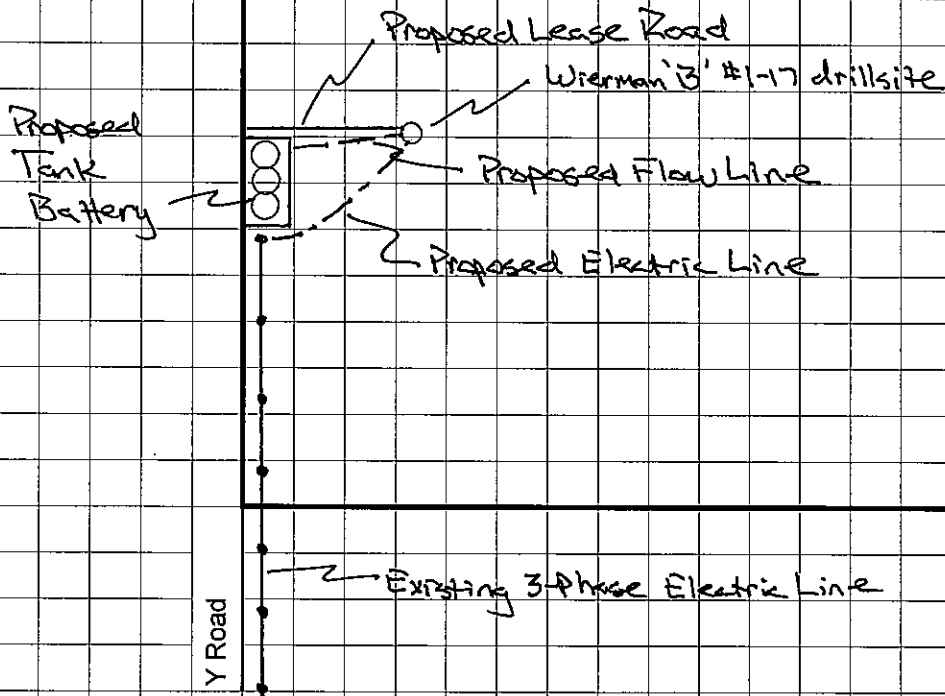 Proposed Lease Road
Wierman 'B' #1-17 drillsite
Proposed
Tank
Battery
Proposed Flow Line
Proposed Electric Line
Existing 3-Phase Electric Line
Y Road